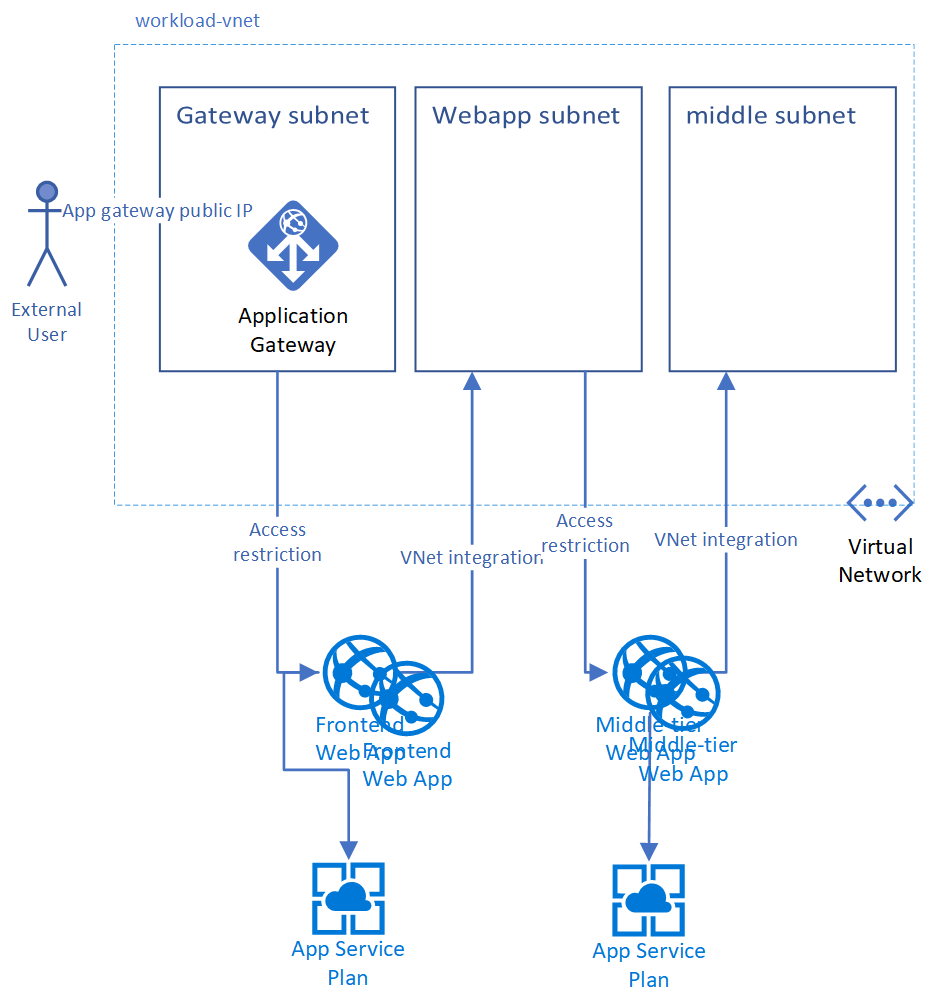 workload-vnet
Gateway subnet
Webapp subnet
middle subnet
App gateway public IP
External
User
Application
Gateway
Access
restriction
VNet integration
Access
restriction
VNet integration
Virtual
Network
Frontend
Web App
Frontend
Web App
Middle-tier
Web App
Middle-tier
Web App
App Service
Plan
App Service
Plan